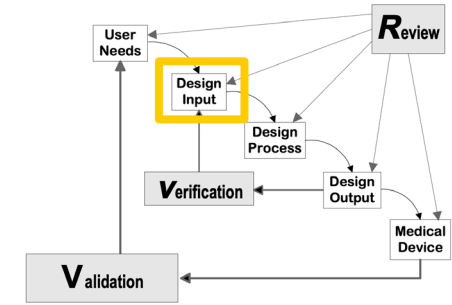 User
Needs
Review
Design
Input
Design
Process
Verification
Design
Output
Medical
Device
Validation